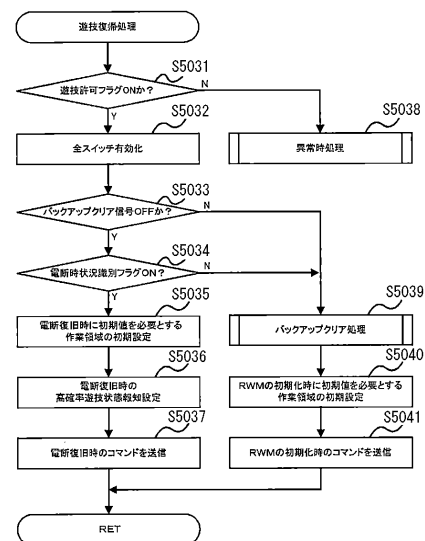 遊技復帰処理
S5031
遊技許可フラグONか？
N
Y
S5032
全スイッチ有効化
S5038
異常時処理
S5033
バックアップクリア信号OFFか？
N
Y
S5034
電断時状況識別フラグON？
N
Y
S5035
電断復旧時に初期値を必要とする
作業領域の初期設定
S5039
バックアップクリア処理
S5036
電断復旧時の
高確率遊技状態報知設定
S5040
RWMの初期化時に初期値を必要とする
作業領域の初期設定
S5037
電断復旧時のコマンドを送信
S5041
RWMの初期化時のコマンドを送信
RET